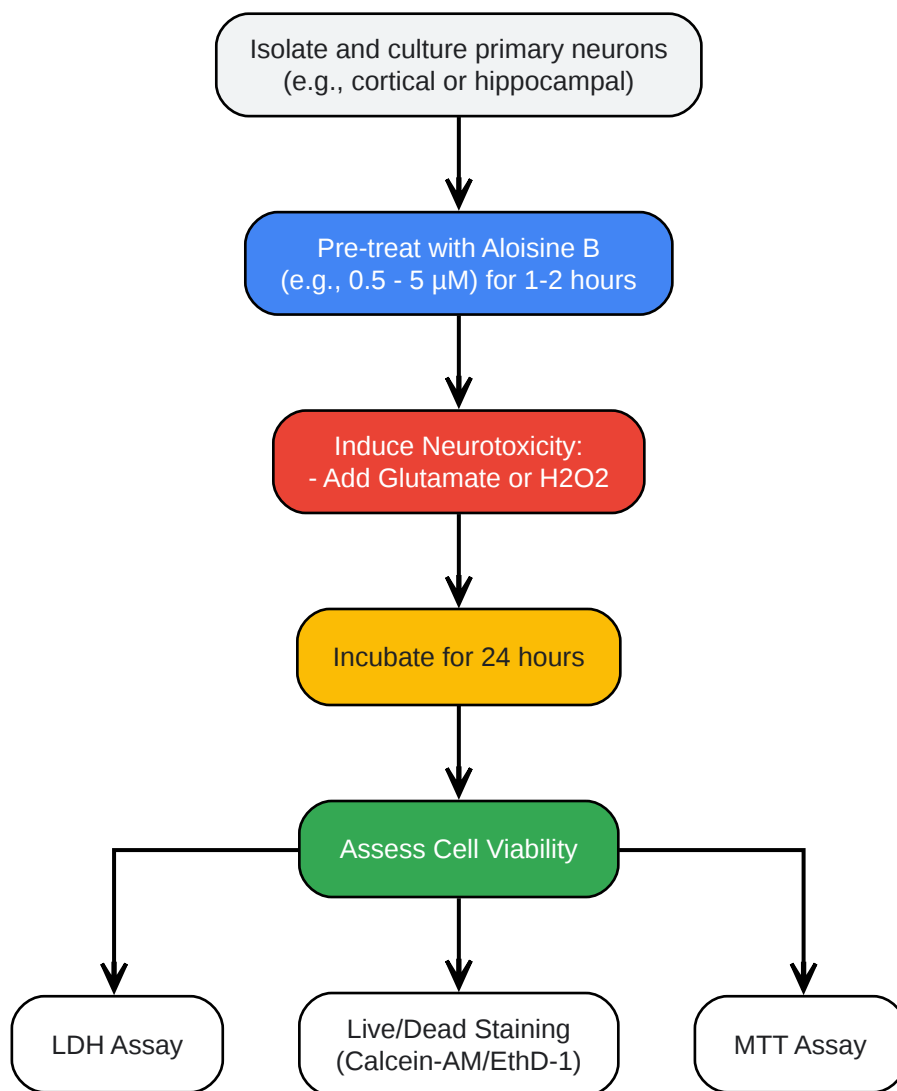 Isolate and culture primary neurons
(e.g., cortical or hippocampal)
Pre-treat with Aloisine B
(e.g., 0.5 - 5 µM) for 1-2 hours
Induce Neurotoxicity:
- Add Glutamate or H2O2
Incubate for 24 hours
Assess Cell Viability
LDH Assay
Live/Dead Staining
(Calcein-AM/EthD-1)
MTT Assay